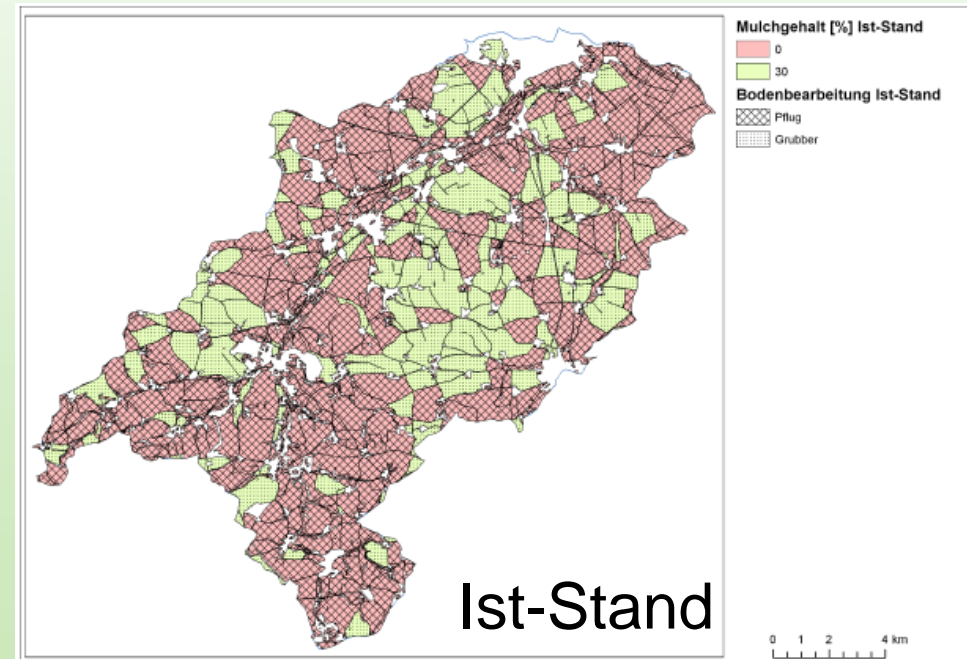 Mulchgehalt [%] Ist-Stand
0
30
Bodenbearbeitung Ist-Stand
Pflug
Grubber
Ist-Stand
0 1 2 4 km